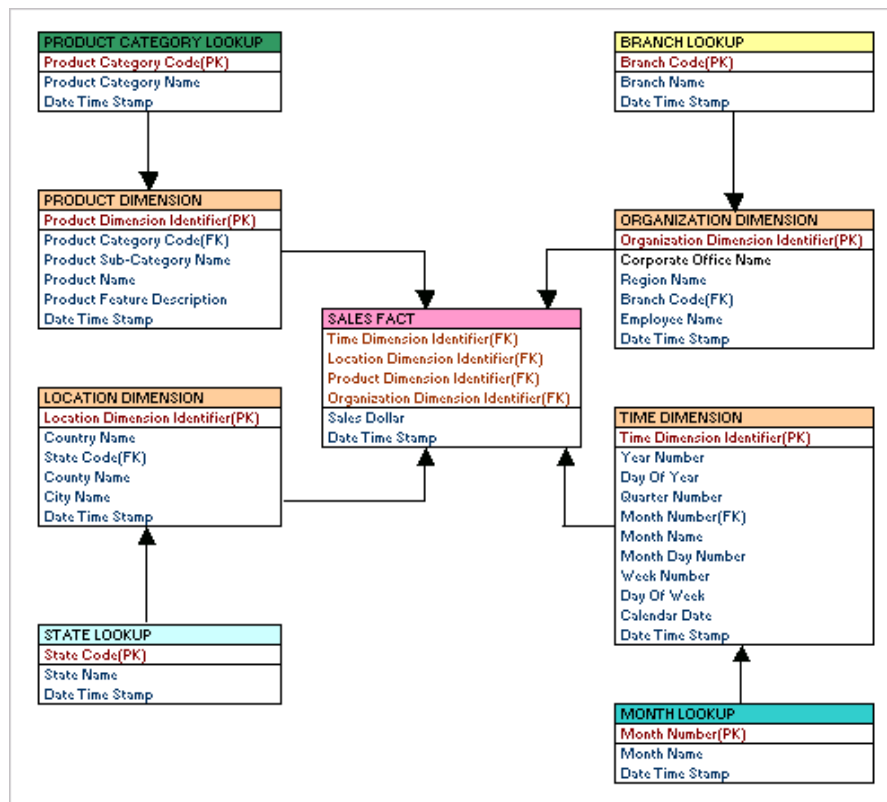 PRODUCT CATEGORY LOOKUP
Product Category Code(PK)
Product Category Name
Date Time Stamp
BRANCH LOOKUP
Branch Code(PK)
Branch Name
Date Time Stamp
PRODUCT DIMENSION
Product Dimension Identifier(PK)
Product Category Code(FK)
Product Sub-Category Name
Product Name
Product Feature Description
Date Time Stamp
ORGANIZATION DIMENSION
Organization Dimension Identifier(PK)
Corporate Office Name
Region Name
Branch Code(FK)
Employee Name
Date Time Stamp
SALES FACT
Time Dimension Identifier(FK)
Location Dimension Identifier(FK)
Product Dimension Identifier(FK)
Organization Dimension Identifier(FK)
Sales Dollar
Date Time Stamp
LOCATION DIMENSION
Location Dimension Identifier(PK)
Country Name
State Code(FK)
County Name
City Name
Date Time Stamp
TIME DIMENSION
Time Dimension Identifier(PK)
Year Number
Day Of Year
Quarter Number
Month Number(FK)
Month Name
Month Day Number
Week Number
Day Of Week
Calendar Date
Date Time Stamp
STATE LOOKUP
State Code(PK)
State Name
Date Time Stamp
MONTH LOOKUP
Month Number(PK)
Month Name
Date Time Stamp